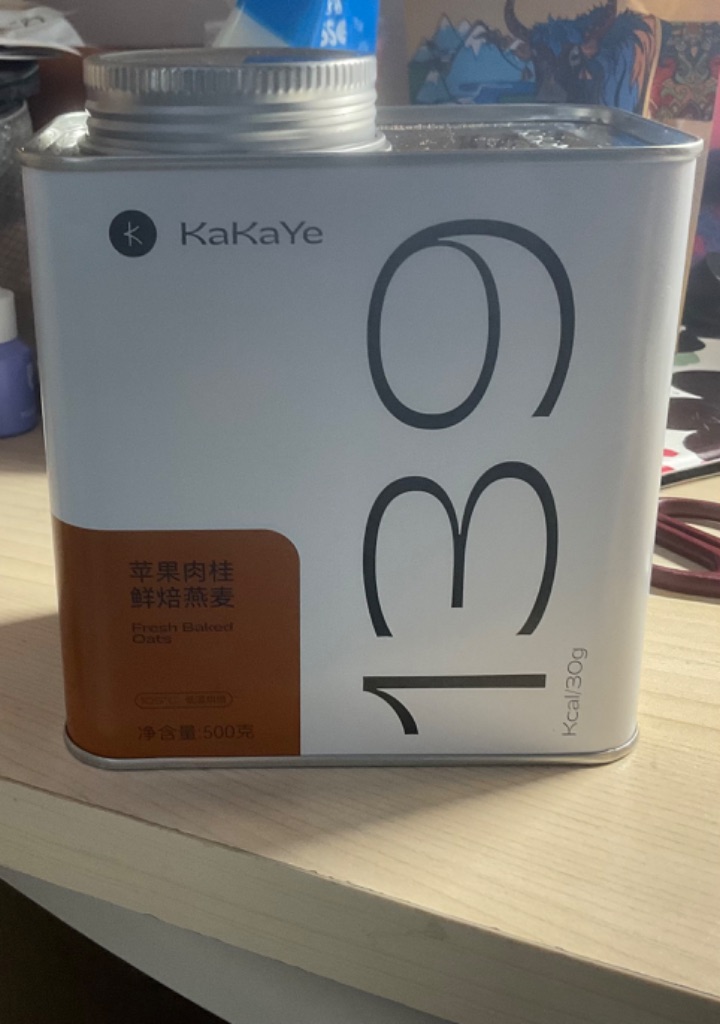 KaKaYe
139
Kcal/30g
苹果肉桂
鲜焙燕麦
Fresh Baked
Oats
净含量:500克